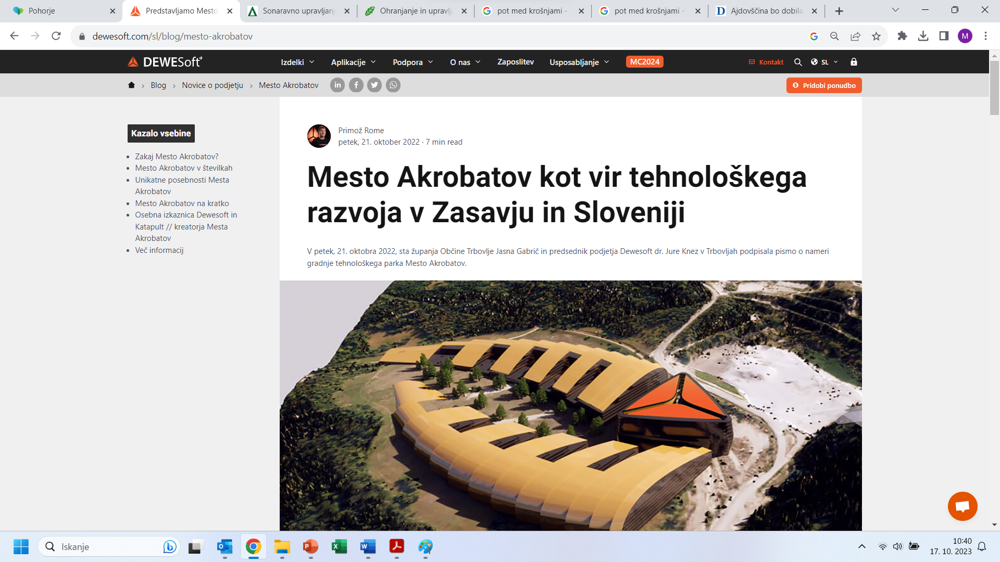 Pohorje
Predstavljamo Mesto
Sonaravno upravljanj
Ohranjanje in upravlja
pot med krošnjami -
pot med krošnjami -
Ajdovščina bo dobila
dewesoft.com/sl/blog/mesto-akrobatov
M
DEWESoft
Izdelki
Aplikacije
Podpora
O nas
Zaposlitev
Usposabljanje
MC2024
Kontakt
SL
Blog
Novice o podjetju
Mesto Akrobatov
Pridobi ponudbo
Kazalo vsebine
Zakaj Mesto Akrobatov?
Mesto Akrobatov v številkah
Unikatne posebnosti Mesta
Akrobatov
Mesto Akrobatov na kratko
Osebna izkaznica Dewesoft in
Katapult // kreatorja Mesta
Akrobatov
Več informacij
Primož Rome
petek, 21. oktober 2022 · 7 min read
Mesto Akrobatov kot vir tehnološkega
razvoja v Zasavju in Sloveniji
V petek, 21. oktobra 2022, sta županja Občine Trbovlje Jasna Gabrič in predsednik podjetja Dewesoft dr. Jure Knez v Trbovljah podpisala pismo o nameri
gradnje tehnološkega parka Mesto Akrobatov.
Iskanje
10:40
17. 10. 2023